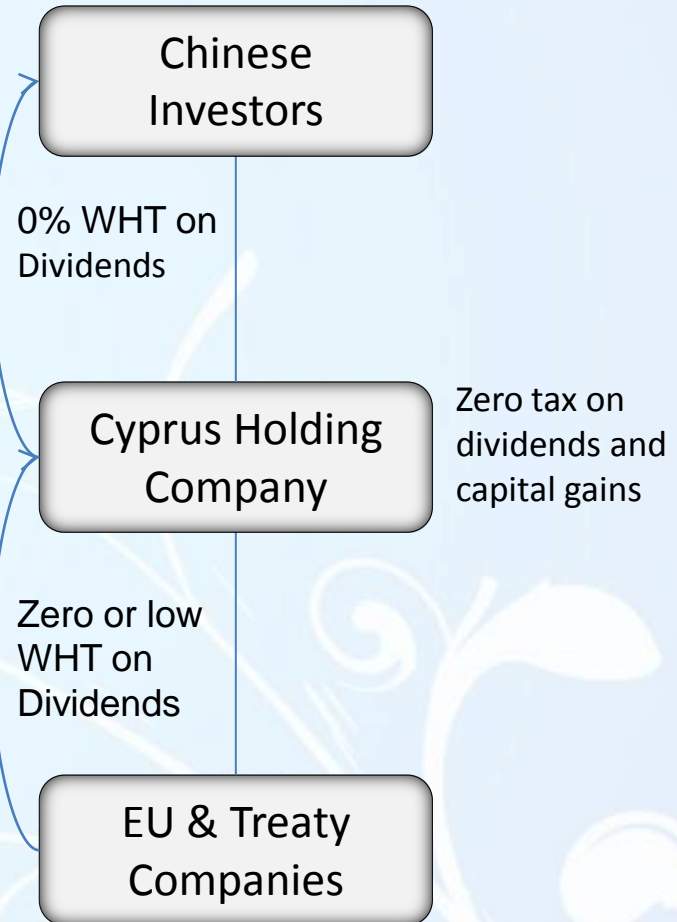 Chinese
Investors
0% WHT on
Dividends
Cyprus Holding
Company
Zero tax on
dividends and
capital gains
Zero or low
WHT on
Dividends
EU & Treaty
Companies